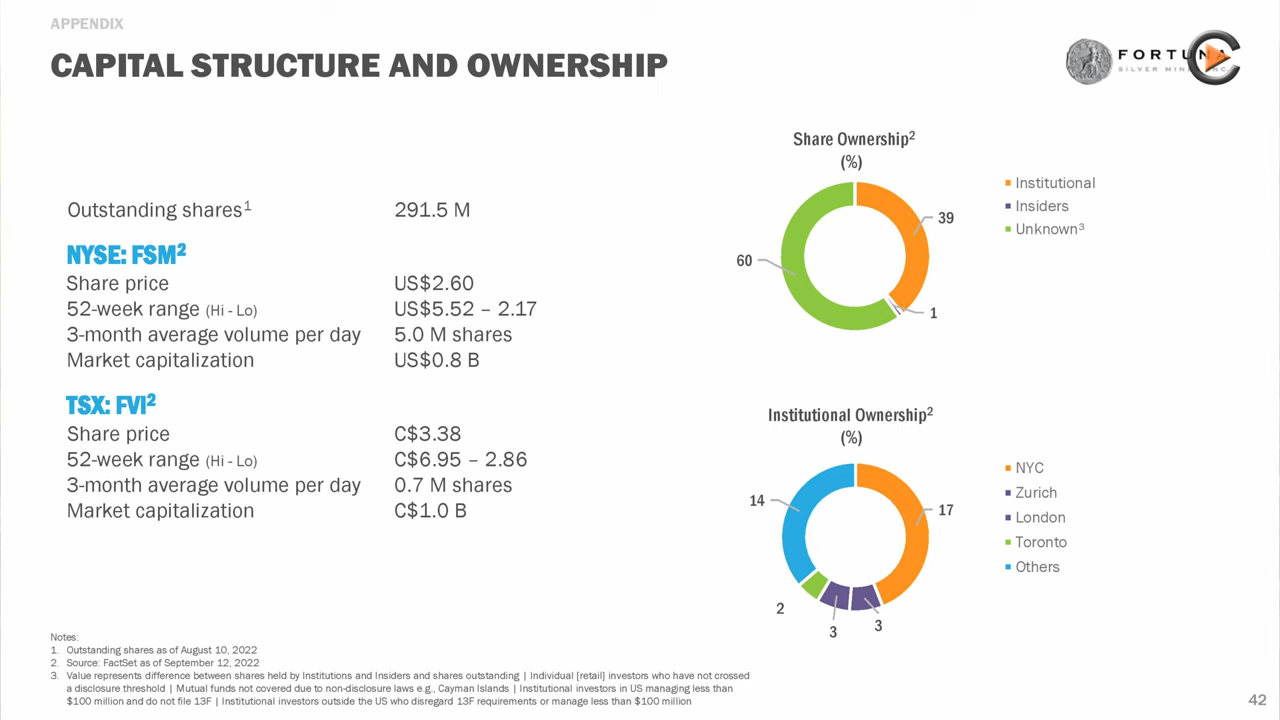 APPENDIX
CAPITAL STRUCTURE AND OWNERSHIP
FORTUNA
SILVER
Outstanding shares¹ 291.5 M
NYSE: FSM²
Share price US$2.60
52-week range (Hi - Lo) US$5.52 – 2.17
3-month average volume per day 5.0 M shares
Market capitalization US$0.8 B
TSX: FVI²
Share price C$3.38
52-week range (Hi - Lo) C$6.95 – 2.86
3-month average volume per day 0.7 M shares
Market capitalization C$1.0 B
Share Ownership²
(%)
39
60
1
Institutional
Insiders
Unknown³
Institutional Ownership²
(%)
14
17
2
3
3
NYC
Zurich
London
Toronto
Others
Notes:
1. Outstanding shares as of August 10, 2022
2. Source: FactSet as of September 12, 2022
3. Value represents difference between shares held by Institutions and Insiders and shares outstanding | Individual [retail] investors who have not crossed
a disclosure threshold | Mutual funds not covered due to non-disclosure laws e.g., Cayman Islands | Institutional investors in US managing less than
$100 million and do not file 13F | Institutional investors outside the US who disregard 13F requirements or manage less than $100 million
42